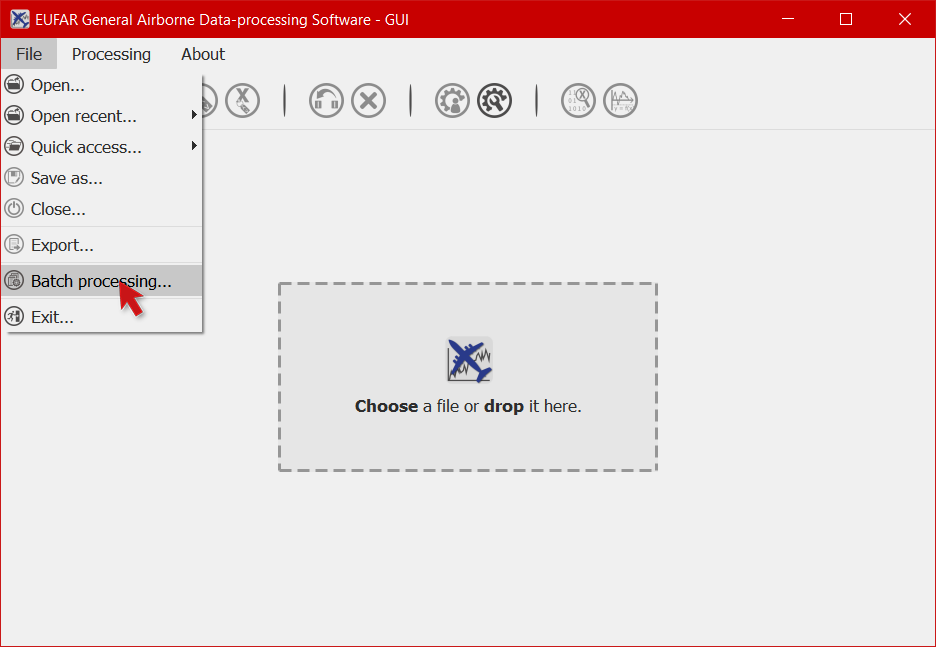 EUFAR General Airborne Data-processing Software - GUI
File Processing About
Open...
Open recent...
Quick access...
Save as...
Close...
Export...
Batch processing...
Exit...
Choose a file or drop it here.